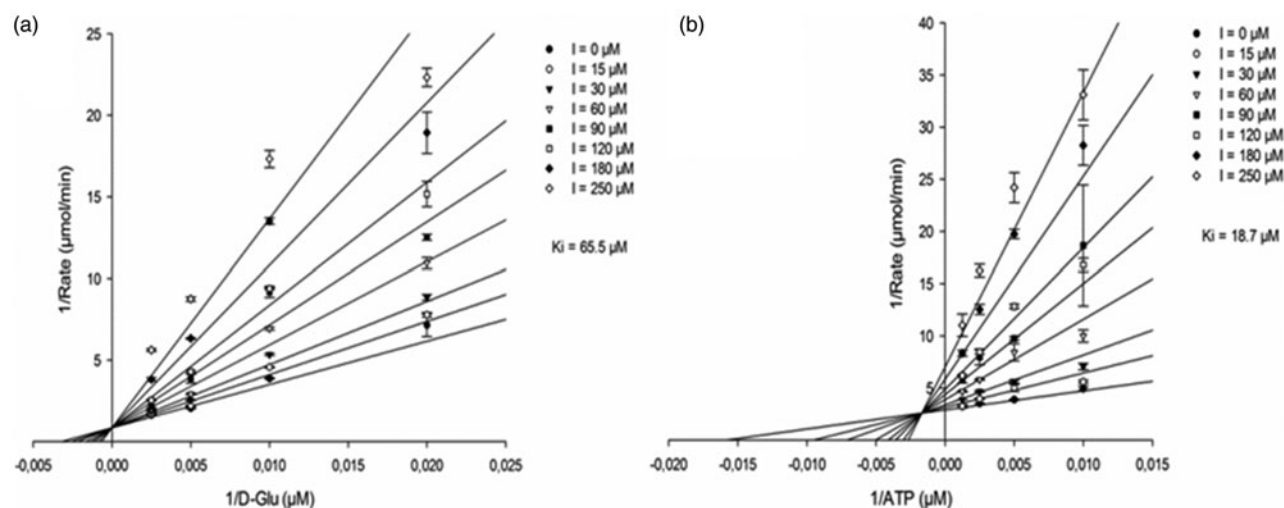 (a)
25
20
15
10
5
1/Rate (µmol/min)
-0,005 0,000 0,005 0,010 0,015 0,020 0,025
1/D-Glu (µM)
I = 0 µM
I = 15 µM
I = 30 µM
I = 60 µM
I = 90 µM
I = 120 µM
I = 180 µM
I = 250 µM
Ki = 65.5 µM
(b)
40
35
30
25
20
15
10
5
1/Rate (µmol/min)
-0,020 -0,015 -0,010 -0,005 0,000 0,005 0,010 0,015
1/ATP (µM)
I = 0 µM
I = 15 µM
I = 30 µM
I = 60 µM
I = 90 µM
I = 120 µM
I = 180 µM
I = 250 µM
Ki = 18.7 µM